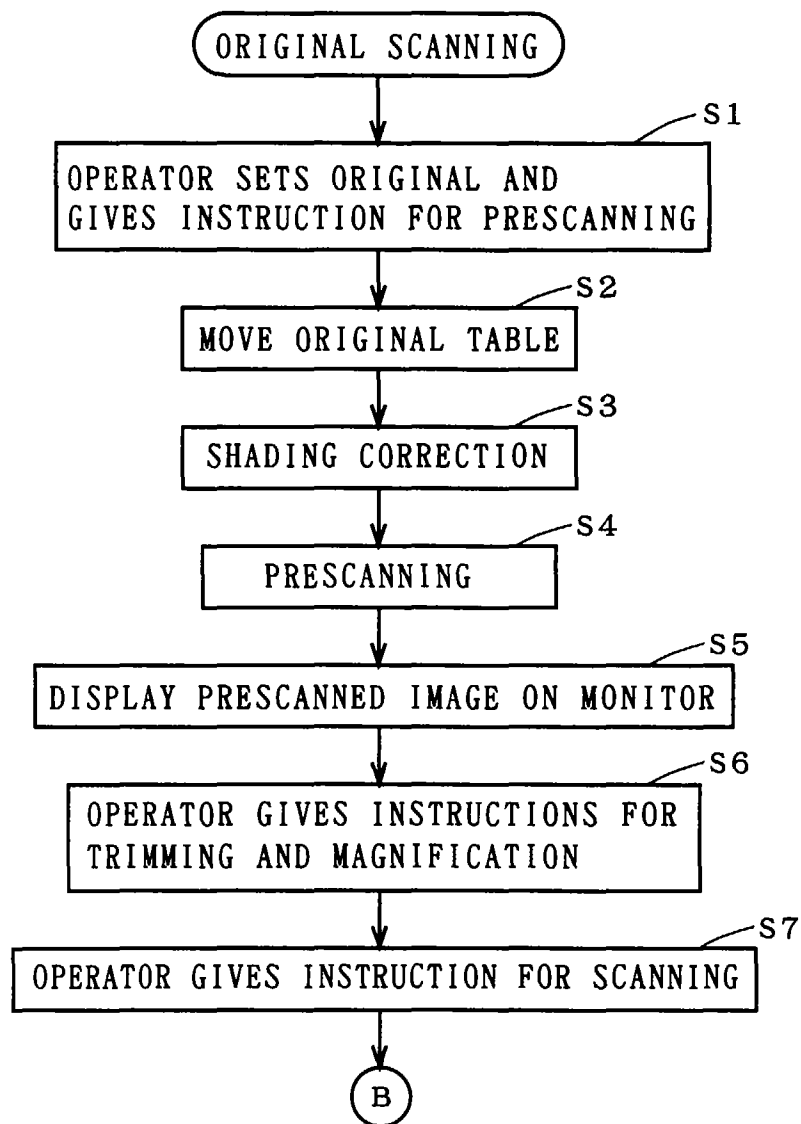 ORIGINAL SCANNING
S1
OPERATOR SETS ORIGINAL AND
GIVES INSTRUCTION FOR PRESCANNING
S2
MOVE ORIGINAL TABLE
S3
SHADING CORRECTION
S4
PRESCANNING
S5
DISPLAY PRESCANNED IMAGE ON MONITOR
S6
OPERATOR GIVES INSTRUCTIONS FOR
TRIMMING AND MAGNIFICATION
S7
OPERATOR GIVES INSTRUCTION FOR SCANNING
B